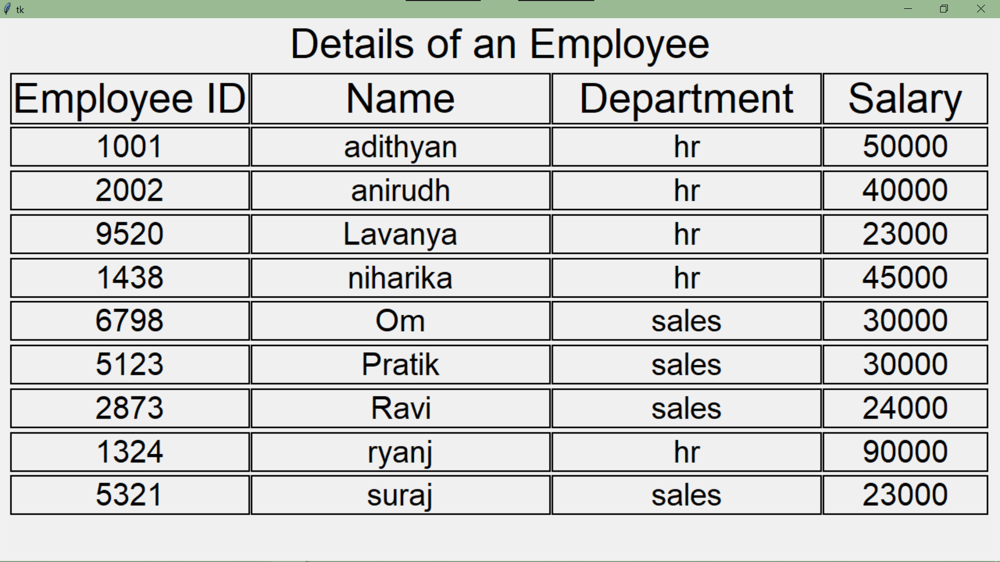 tk
Details of an Employee
Employee ID Name Department Salary
1001 adithyan hr 50000
2002 anirudh hr 40000
9520 Lavanya hr 23000
1438 niharika hr 45000
6798 Om sales 30000
5123 Pratik sales 30000
2873 Ravi sales 24000
1324 ryanj hr 90000
5321 suraj sales 23000